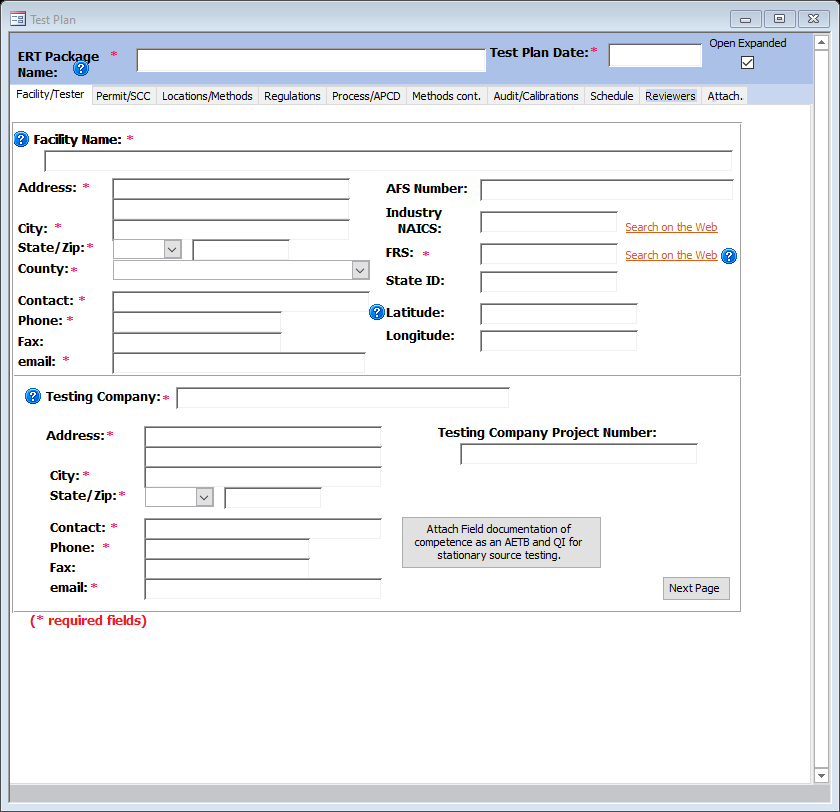 Test Plan
ERT Package *
Name: ?
Test Plan Date: *
Open Expanded
Facility/Tester Permit/SCC Locations/Methods Regulations Process/APCD Methods cont. Audit/Calibrations Schedule Reviewers Attach.
? Facility Name: *
Address: *
City: *
State/Zip: *
County: *
Contact: *
Phone: *
Fax:
email: *
AFS Number:
Industry
NAICS:
Search on the Web
FRS: *
Search on the Web ?
State ID:
? Latitude:
Longitude:
? Testing Company: *
Address: *
City: *
State/Zip: *
Contact: *
Phone: *
Fax:
email: *
Testing Company Project Number:
Attach Field documentation of
competence as an AETB and QI for
stationary source testing.
Next Page
(* required fields)